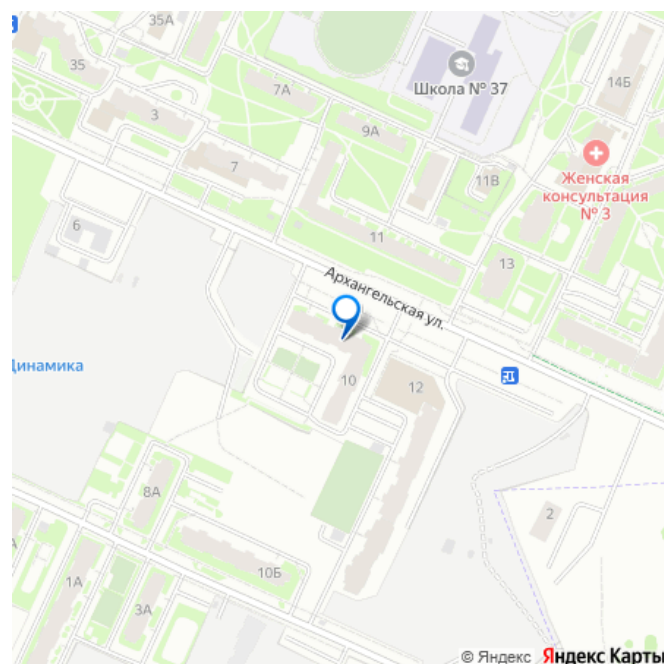 35А
35
3
7А
7
Школа № 37
9А
14Б
11В
Женская
консультация
№ 3
6
11
13
Архангельская ул.
Динамика
10
12
8А
2
10Б
1А
3А
А
© Яндекс Яндекс Карты